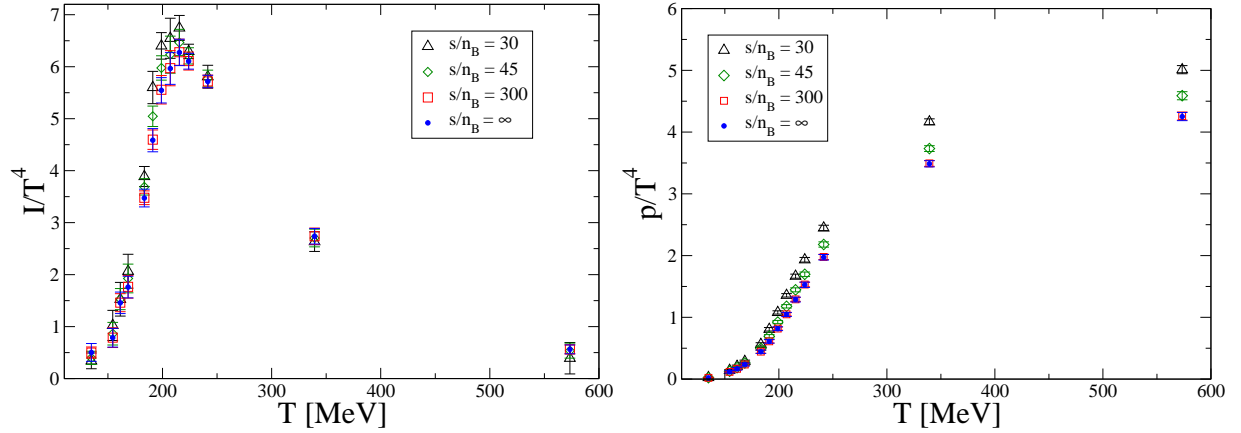 7
6
5
4
3
2
1
0
I/T^4
200
300
400
500
600
T [MeV]
s/n_B = 30
s/n_B = 45
s/n_B = 300
s/n_B = ∞
6
5
4
3
2
1
0
p/T^4
200
300
400
500
600
T [MeV]
s/n_B = 30
s/n_B = 45
s/n_B = 300
s/n_B = ∞